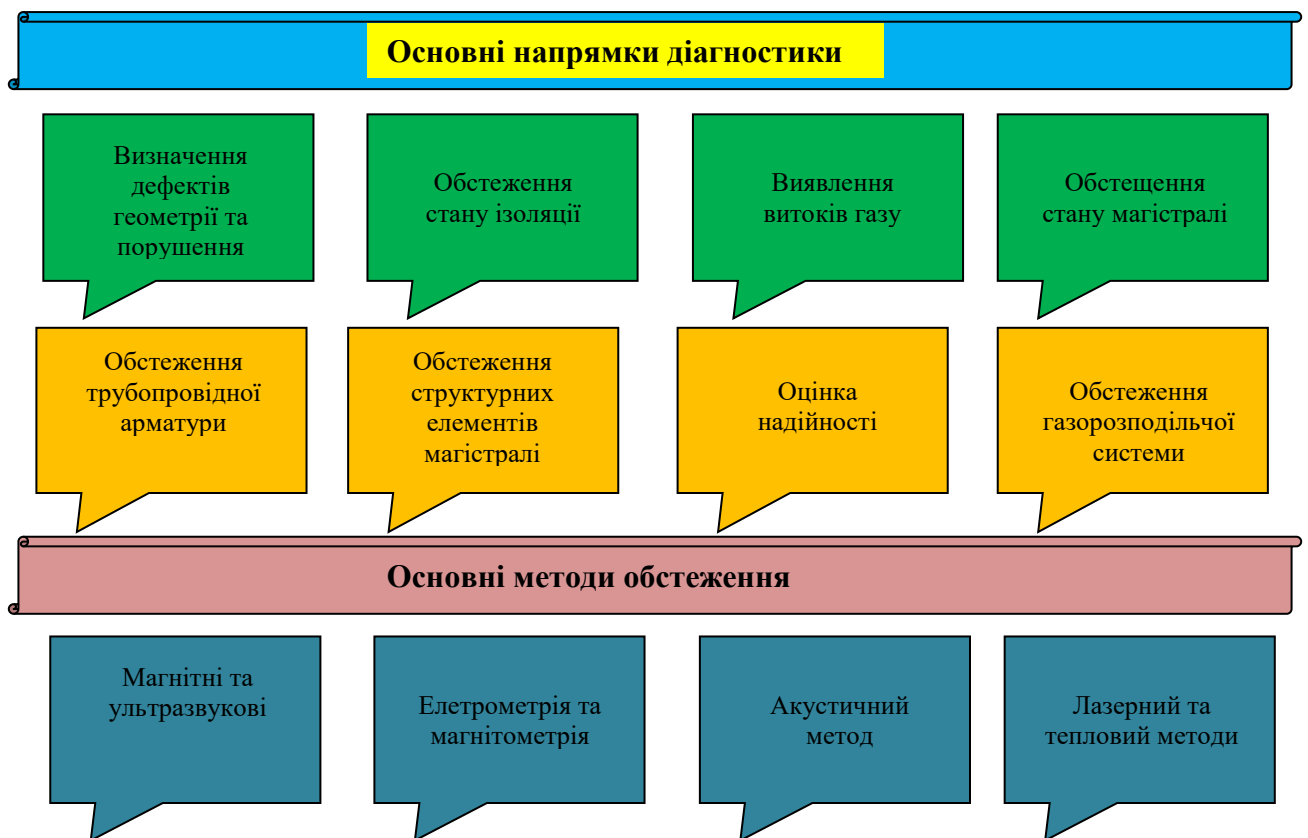 Основні напрямки діагностики
Визначення
дефектів
геометрії та
порушення
Обстеження
стану ізоляції
Виявлення
витоків газу
Обстещення
стану магістралі
Обстеження
трубопровідної
арматури
Обстеження
структурних
елементів
магістралі
Оцінка
надійності
Обстеження
газорозподільчої
системи
Основні методи обстеження
Магнітні та
ультразвукові
Елетрометрія та
магнітометрія
Акустичний
метод
Лазерний та
тепловий методи